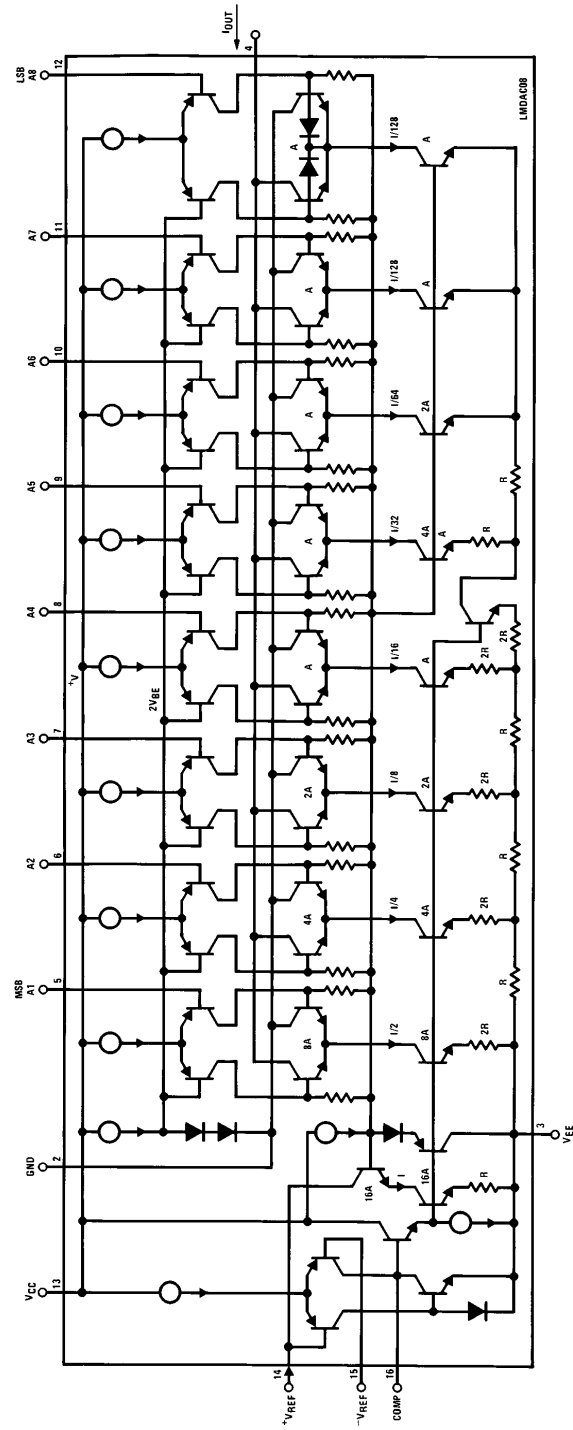 LSB
MSB
A1
A2
A3
A4
A5
A6
A7
A8
5
6
7
8
9
10
11
12
IOUT
4
GND
2
VCC
13
+V
2VBE
8A
4A
2A
A
A
A
A
A
I/2
I/4
I/8
I/16
I/32
I/64
I/128
I/128
16A
I
16A
8A
4A
2A
A
4A
A
2A
A
A
R
2R
2R
2R
2R
2R
R
R
R
R
R
R
14
+VREF
15
−VREF
16
COMP
3
VEE
LMDAC08